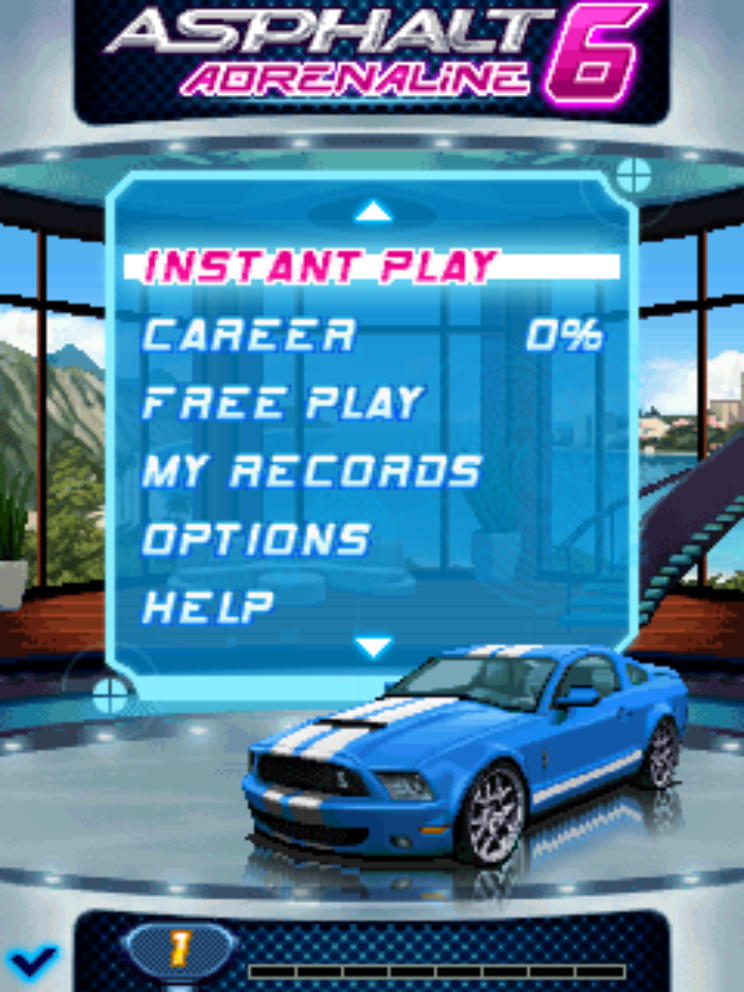 ASPHALT 6
ADRENALINE
INSTANT PLAY
CAREER 0%
FREE PLAY
MY RECORDS
OPTIONS
HELP
1